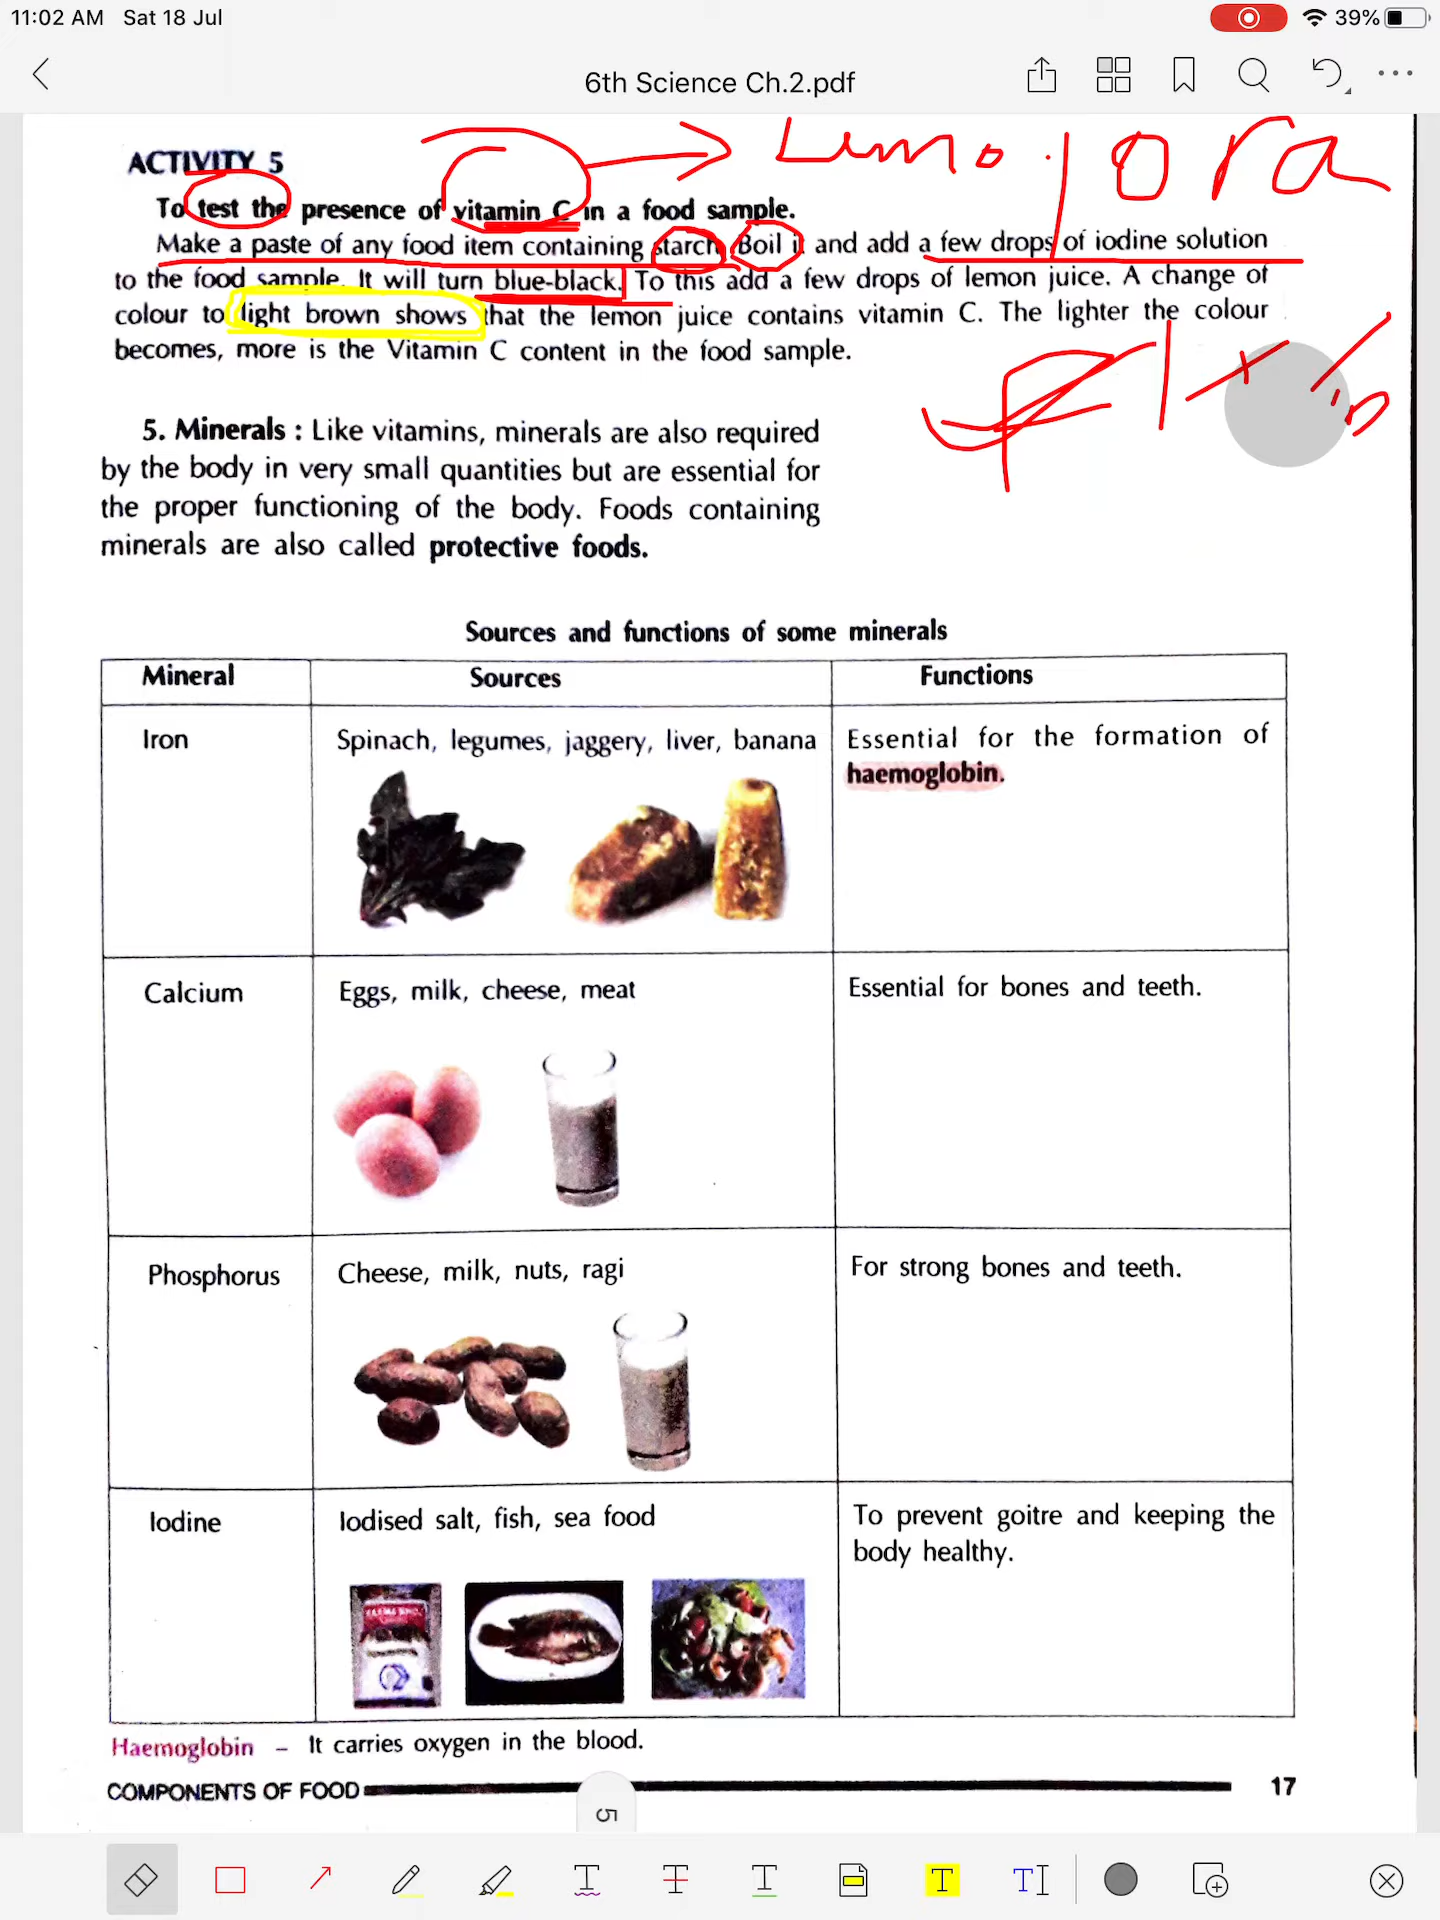 11:02 AM Sat 18 Jul
39%
6th Science Ch.2.pdf
ACTIVITY 5
To test the presence of vitamin C in a food sample.
Make a paste of any food item containing starch. Boil it and add a few drops of iodine solution
to the food sample. It will turn blue-black. To this add a few drops of lemon juice. A change of
colour to light brown shows that the lemon juice contains vitamin C. The lighter the colour
becomes, more is the Vitamin C content in the food sample.
5. Minerals : Like vitamins, minerals are also required
by the body in very small quantities but are essential for
the proper functioning of the body. Foods containing
minerals are also called protective foods.
Sources and functions of some minerals
Mineral Sources Functions
Iron Spinach, legumes, jaggery, liver, banana Essential for the formation of
haemoglobin.
Calcium Eggs, milk, cheese, meat Essential for bones and teeth.
Phosphorus Cheese, milk, nuts, ragi For strong bones and teeth.
Iodine Iodised salt, fish, sea food To prevent goitre and keeping the
body healthy.
Haemoglobin – It carries oxygen in the blood.
COMPONENTS OF FOOD 17
5